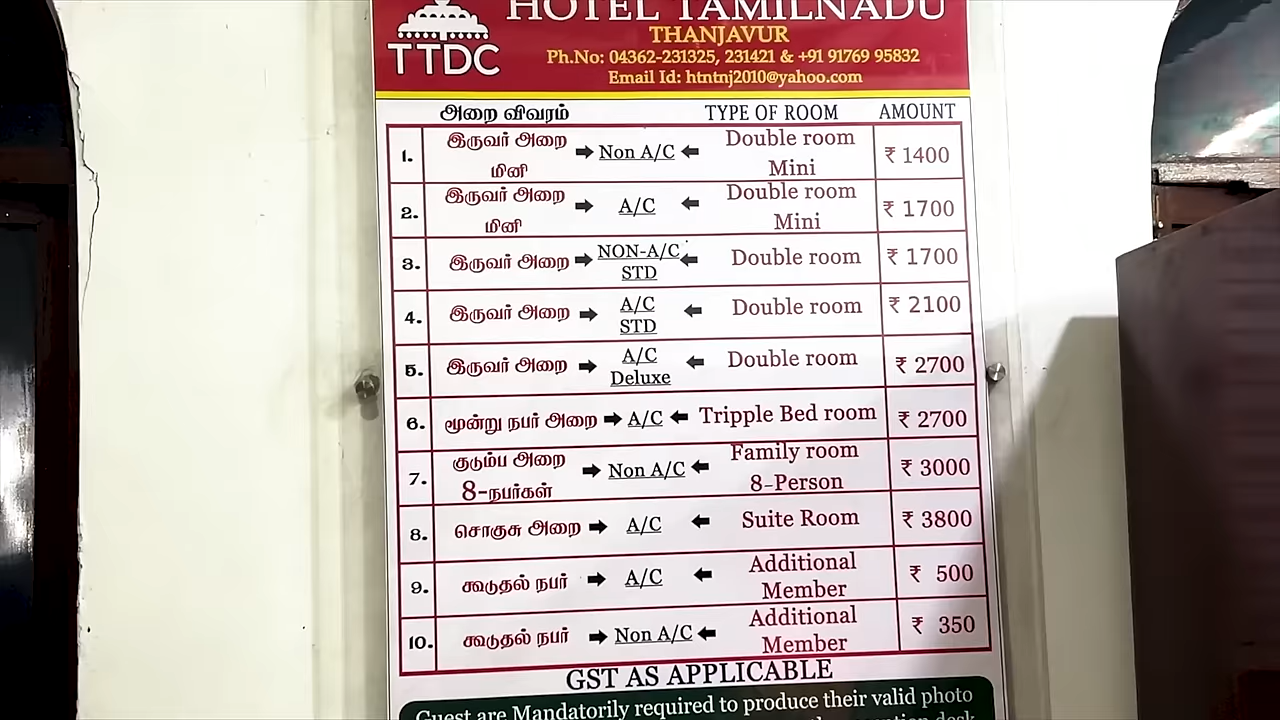 HOTEL TAMILNADU
TTDC
THANJAVUR
Ph.No: 04362-231325, 231421 & +91 91769 95832
Email Id: htntnj2010@yahoo.com
அறை விவரம் TYPE OF ROOM AMOUNT
1. இருவர் அறை மினி ➡ Non A/C ⬅ Double room Mini ₹ 1400
2. இருவர் அறை மினி ➡ A/C ⬅ Double room Mini ₹ 1700
3. இருவர் அறை ➡ NON-A/C STD ⬅ Double room ₹ 1700
4. இருவர் அறை ➡ A/C STD ⬅ Double room ₹ 2100
5. இருவர் அறை ➡ A/C Deluxe ⬅ Double room ₹ 2700
6. மூன்று நபர் அறை ➡ A/C ⬅ Tripple Bed room ₹ 2700
7. குடும்ப அறை 8-நபர்கள் ➡ Non A/C ⬅ Family room 8-Person ₹ 3000
8. சொகுசு அறை ➡ A/C ⬅ Suite Room ₹ 3800
9. கூடுதல் நபர் ➡ A/C ⬅ Additional Member ₹ 500
10. கூடுதல் நபர் ➡ Non A/C ⬅ Additional Member ₹ 350
GST AS APPLICABLE
Guest are Mandatorily required to produce their valid photo